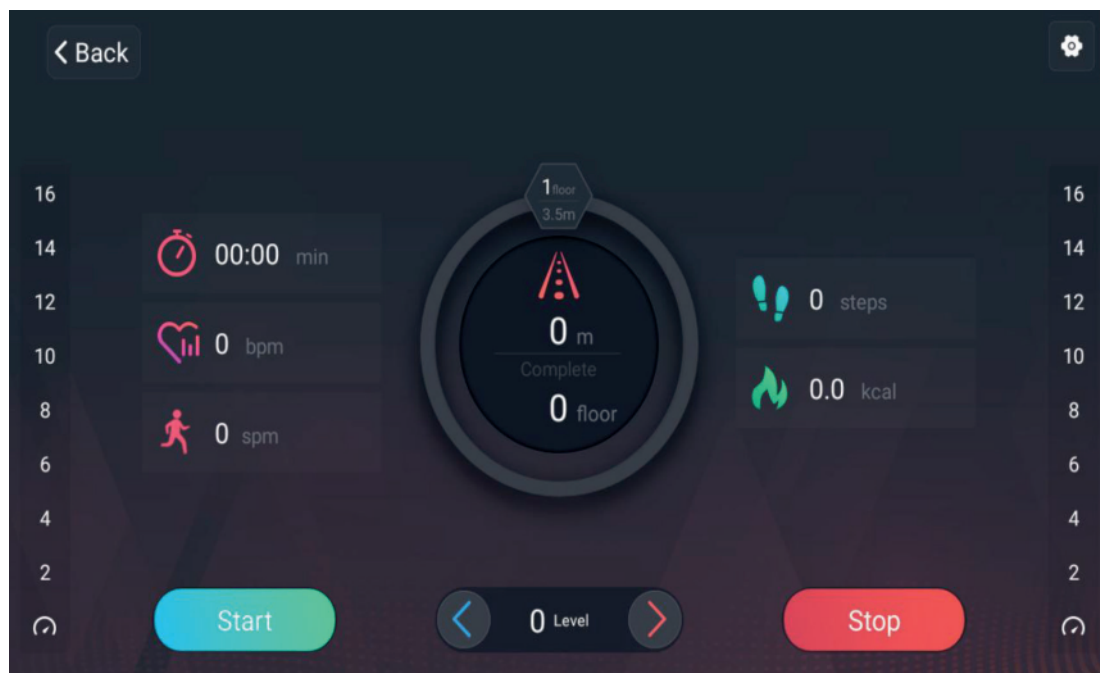 Back
16
14
12
10
8
6
4
2
00:00 min
0 bpm
0 spm
1 floor
3.5m
0 m
Complete
0 floor
0 steps
0.0 kcal
16
14
12
10
8
6
4
2
Start
0 Level
Stop